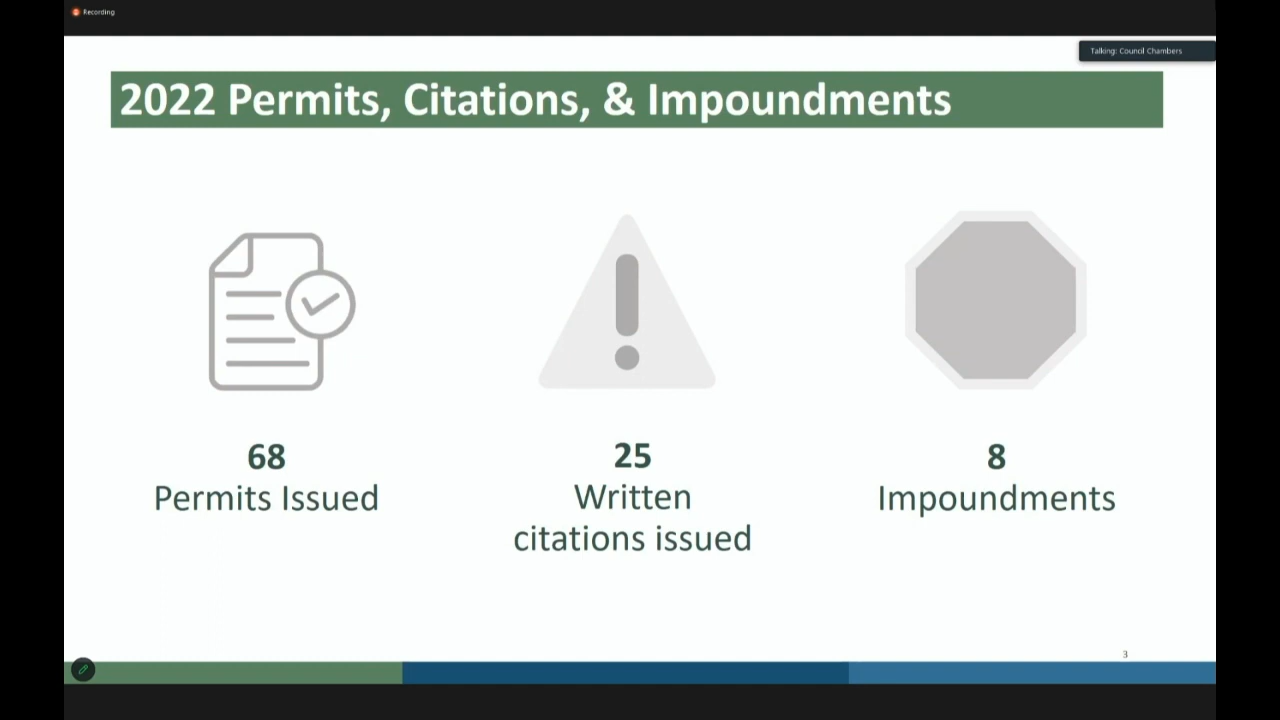 Recording
Talking: Council Chambers
2022 Permits, Citations, & Impoundments
68
Permits Issued
25
Written
citations issued
8
Impoundments
3